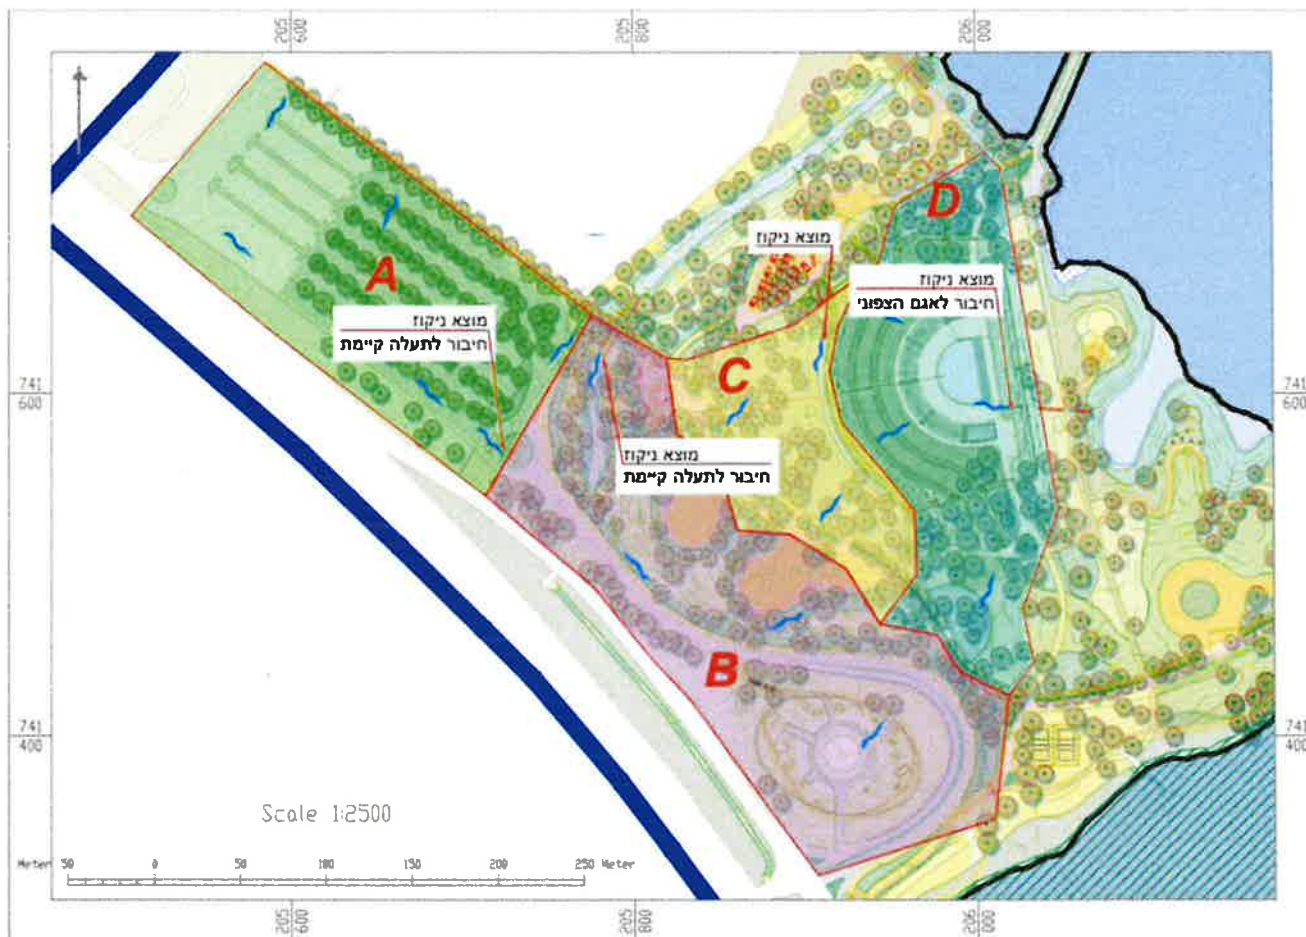 205
600
205
800
206
000
D
מוצא ניקוז
מוצא ניקוז
חיבור לאגם הצפוני
A
מוצא ניקוז
חיבור לתעלה קיימת
C
741
600
741
600
מוצא ניקוז
חיבור לתעלה קיימת
B
741
400
741
400
Scale 1:2500
Meter 50 0 50 100 150 200 250 Meter
205
600
205
800
206
000